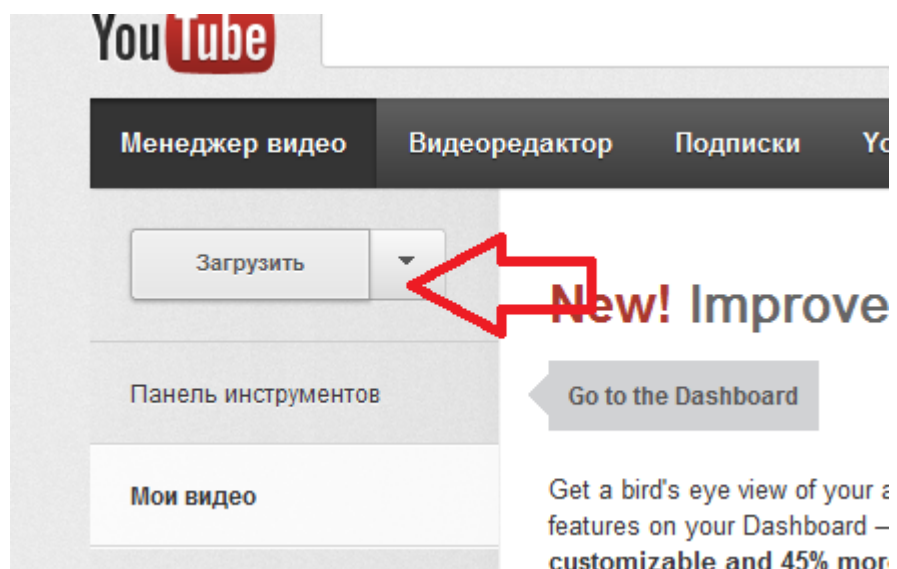 YouTube
Менеджер видео Видеоредактор Подписки
Загрузить
New! Improve
Панель инструментов
Go to the Dashboard
Мои видео
Get a bird's eye view of your
features on your Dashboard —
customizable and 45% more